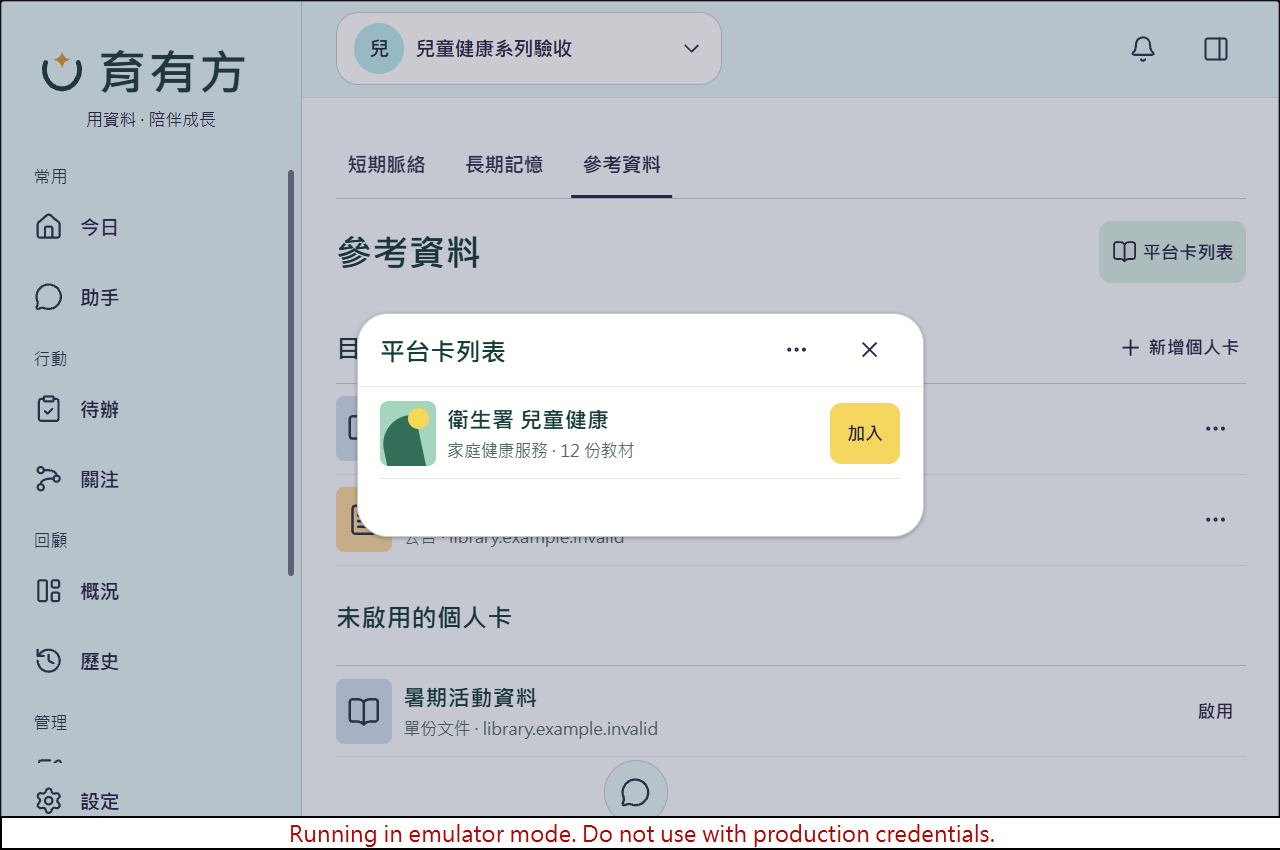 育有方
用資料 · 陪伴成長
常用
今日
助手
行動
待辦
關注
回顧
概況
歷史
管理
設定
兒 兒童健康系列驗收
短期脈絡 長期記憶 參考資料
參考資料
平台卡列表
目
新增個人卡
平台卡列表
衛生署 兒童健康
家庭健康服務 · 12 份教材
加入
公告 · library.example.invalid
未啟用的個人卡
暑期活動資料
單份文件 · library.example.invalid
啟用
Running in emulator mode. Do not use with production credentials.